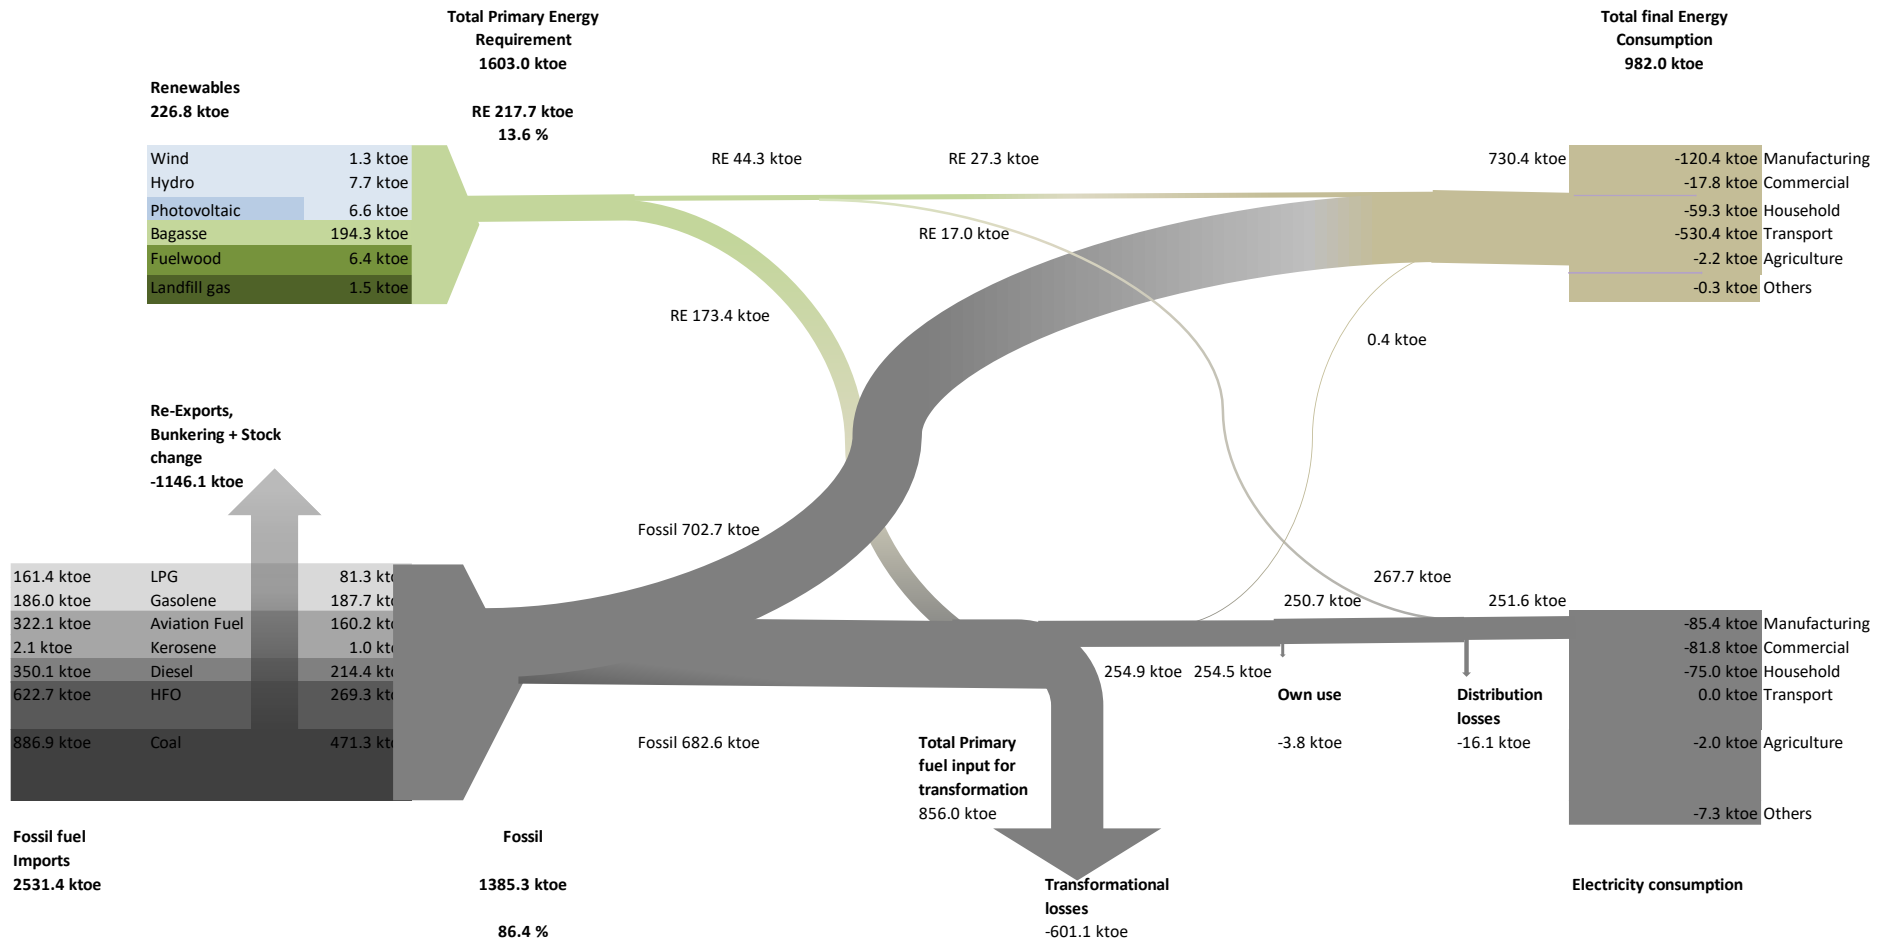 Total Primary Energy
Requirement
1603.0 ktoe
Total final Energy
Consumption
982.0 ktoe
Renewables
226.8 ktoe
RE 217.7 ktoe
13.6 %
Wind 1.3 ktoe
Hydro 7.7 ktoe
Photovoltaic 6.6 ktoe
Bagasse 194.3 ktoe
Fuelwood 6.4 ktoe
Landfill gas 1.5 ktoe
RE 44.3 ktoe
RE 27.3 ktoe
730.4 ktoe
RE 17.0 ktoe
RE 173.4 ktoe
0.4 ktoe
-120.4 ktoe Manufacturing
-17.8 ktoe Commercial
-59.3 ktoe Household
-530.4 ktoe Transport
-2.2 ktoe Agriculture
-0.3 ktoe Others
Re-Exports,
Bunkering + Stock
change
-1146.1 ktoe
Fossil 702.7 ktoe
161.4 ktoe LPG 81.3 kt
186.0 ktoe Gasolene 187.7 kt
322.1 ktoe Aviation Fuel 160.2 kt
2.1 ktoe Kerosene 1.0 kt
350.1 ktoe Diesel 214.4 kt
622.7 ktoe HFO 269.3 kt
886.9 ktoe Coal 471.3 kt
Fossil 682.6 ktoe
267.7 ktoe
250.7 ktoe
251.6 ktoe
254.9 ktoe
254.5 ktoe
Own use
-3.8 ktoe
Distribution
losses
-16.1 ktoe
Total Primary
fuel input for
transformation
856.0 ktoe
-85.4 ktoe Manufacturing
-81.8 ktoe Commercial
-75.0 ktoe Household
0.0 ktoe Transport
-2.0 ktoe Agriculture
-7.3 ktoe Others
Fossil fuel
Imports
2531.4 ktoe
Fossil
1385.3 ktoe
86.4 %
Transformational
losses
-601.1 ktoe
Electricity consumption